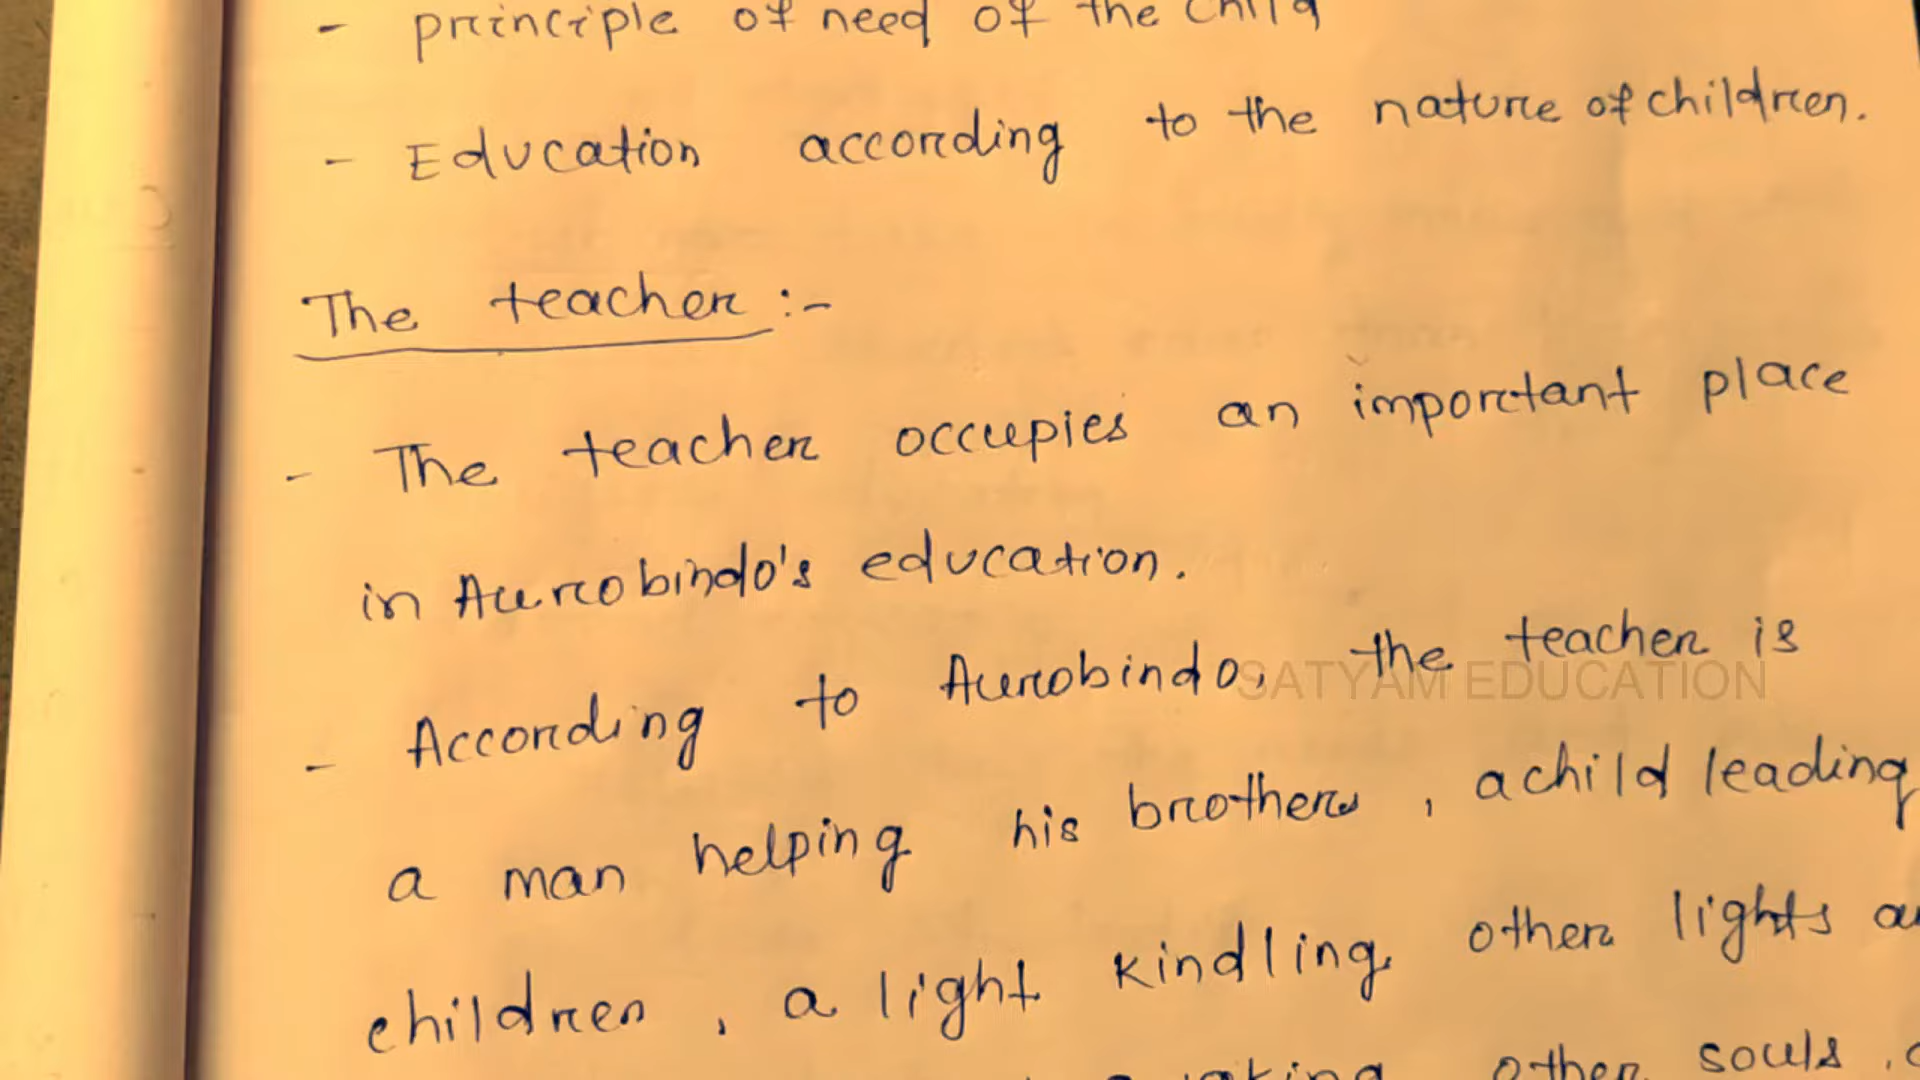 - principle of need of the child
- Education according to the nature of children.
The teacher :-
- The teacher occupies an important place
in Aurobindo's education.
- According to Aurobindo, the teacher is
SATYAM EDUCATION
a man helping his brothers, a child leading
children, a light kindling other lights
other souls,